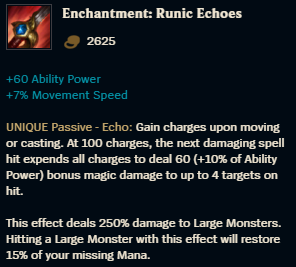 Enchantment: Runic Echoes
2625
+60 Ability Power
+7% Movement Speed
UNIQUE Passive - Echo: Gain charges upon moving
or casting. At 100 charges, the next damaging spell
hit expends all charges to deal 60 (+10% of Ability
Power) bonus magic damage to up to 4 targets on
hit.
This effect deals 250% damage to Large Monsters.
Hitting a Large Monster with this effect will restore
15% of your missing Mana.